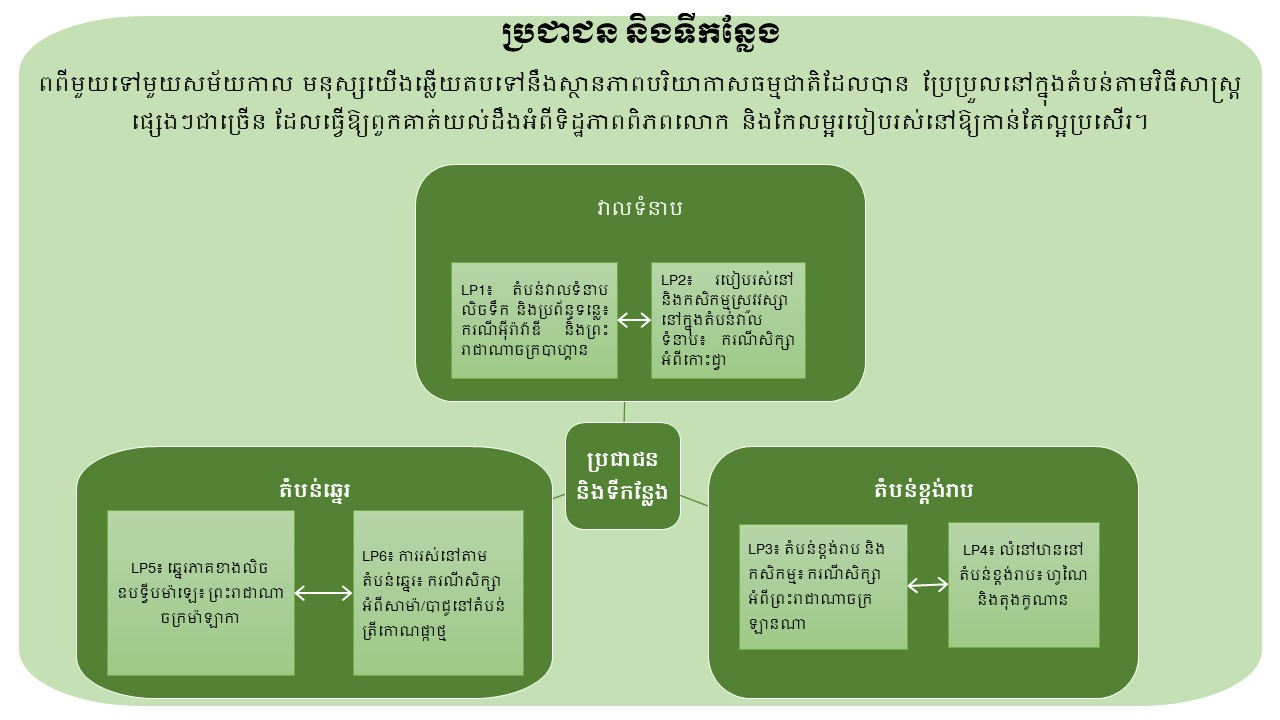 ប្រជាជន និងទីកន្លែង
ពពីមួយទៅមួយសម័យកាល មនុស្សយើងឆ្លើយតបទៅនឹងស្ថានភាពបរិយាកាសធម្មជាតិដែលបាន ប្រែប្រួលនៅក្នុងតំបន់តាមវិធីសាស្ត្រ
ផ្សេងៗជាច្រើន ដែលធ្វើឱ្យពួកគាត់យល់ដឹងអំពីទិដ្ឋភាពពិភពលោក និងកែលម្អរបៀបរស់នៅឱ្យកាន់តែល្អប្រសើរ។
វាលទំនាប
LP1៖ តំបន់វាលទំនាប
លិចទឹក និងប្រព័ន្ធទន្លេ៖
ករណីអ៊ីរ៉ាវ៉ាឌី និងព្រះ
រាជាណាចក្របាហ្គាន
LP2៖ របៀបរស់នៅ
និងកសិកម្មស្រូវវស្សា
នៅក្នុងតំបន់វាល
ទំនាប៖ ករណីសិក្សា
អំពីកោះជ្វា
ប្រជាជន
និងទីកន្លែង
តំបន់ឆ្នេរ
LP5៖ ឆ្នេរភាគខាងលិច
ឧបទ្វីបម៉ាឡេ៖ ព្រះរាជាណា
ចក្រម៉ាឡាកា
LP6៖ ការរស់នៅតាម
តំបន់ឆ្នេរ៖ ករណីសិក្សា
អំពីសាម៉ា/បាជូនៅតំបន់
ត្រីកោណផ្កាថ្ម
តំបន់ខ្ពង់រាប
LP3៖ តំបន់ខ្ពង់រាប និង
កសិកម្ម៖ ករណីសិក្សា
អំពីព្រះរាជាណាចក្រ
ឡានណា
LP4៖ លំនៅឋាននៅ
តំបន់ខ្ពង់រាប៖ ហូណៃ
និងតុងកូណាន